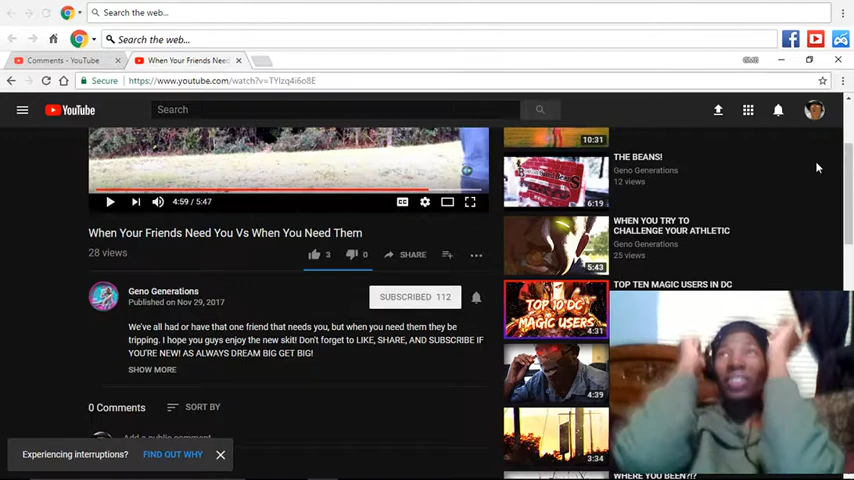 Search the web...
Search the web...
Comments - YouTube
When Your Friends Need
Secure
https://www.youtube.com/watch?v=TYlzq4i6o8E
YouTube
Search
10:31
THE BEANS!
Geno Generations
12 views
6:19
4:59 / 5:47
WHEN YOU TRY TO
CHALLENGE YOUR ATHLETIC
Geno Generations
25 views
5:43
When Your Friends Need You Vs When You Need Them
28 views
3
0
SHARE
TOP TEN MAGIC USERS IN DC
TOP 10 DC
MAGIC USERS
4:31
Geno Generations
Published on Nov 29, 2017
SUBSCRIBED 112
We've all had or have that one friend that needs you, but when you need them they be
tripping. I hope you guys enjoy the new skit! Don't forget to LIKE, SHARE, AND SUBSCRIBE IF
YOU'RE NEW! AS ALWAYS DREAM BIG GET BIG!
SHOW MORE
4:39
0 Comments
SORT BY
Add a public comment
3:34
Experiencing interruptions?
FIND OUT WHY
WHERE YOU BEEN?!?